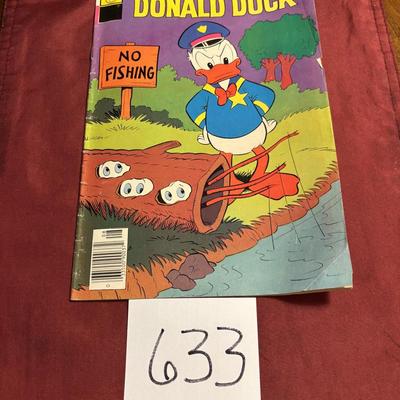 DONALD DUCK
NO
FISHING
633